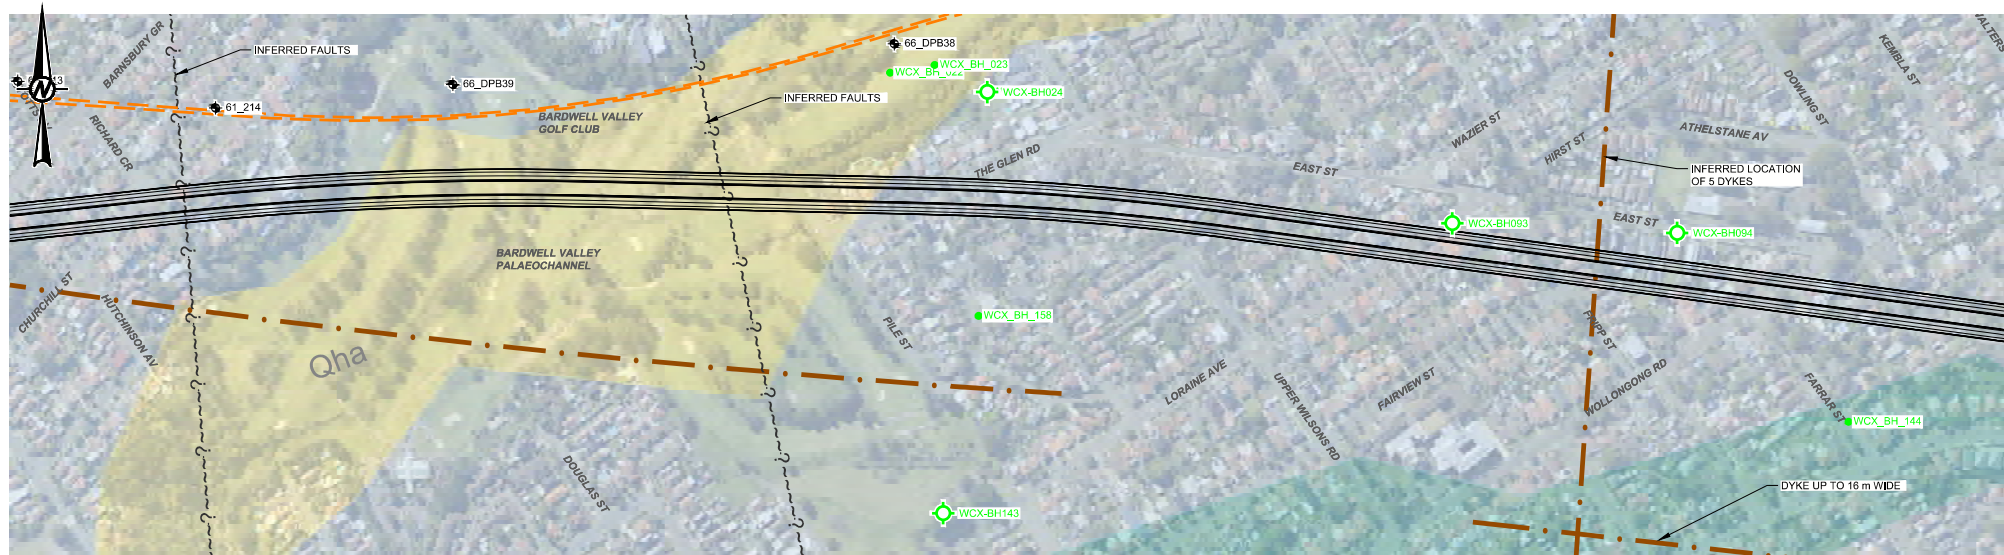 BARNSBURY GR
INFERRED FAULTS
66_DPB38
WCX_BH_023
WCX_BH_022
WCX-BH024
66_DPB39
INFERRED FAULTS
61_214
N
RICHARD CR
BARDWELL VALLEY
GOLF CLUB
THE GLEN RD
EAST ST
WAZIER ST
HIRST ST
ATHELSTANE AV
DOWLING ST
KEMBLA ST
WALTERS
INFERRED LOCATION
OF 5 DYKES
EAST ST
WCX-BH093
WCX-BH094
BARDWELL VALLEY
PALAEOCHANNEL
CHURCHILL ST
HUTCHINSON AV
Qha
PILE ST
WCX_BH_158
LORAINE AVE
UPPER WILSONS RD
FAIRVIEW ST
FRIPP ST
WOLLONGONG RD
FARRAR ST
WCX_BH_144
DOUGLAS ST
WCX-BH143
DYKE UP TO 16 m WIDE